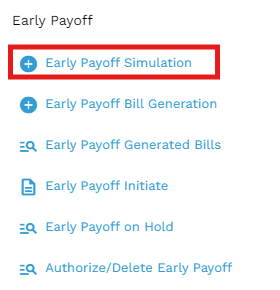 Early Payoff
Early Payoff Simulation
Early Payoff Bill Generation
Early Payoff Generated Bills
Early Payoff Initiate
Early Payoff on Hold
Authorize/Delete Early Payoff